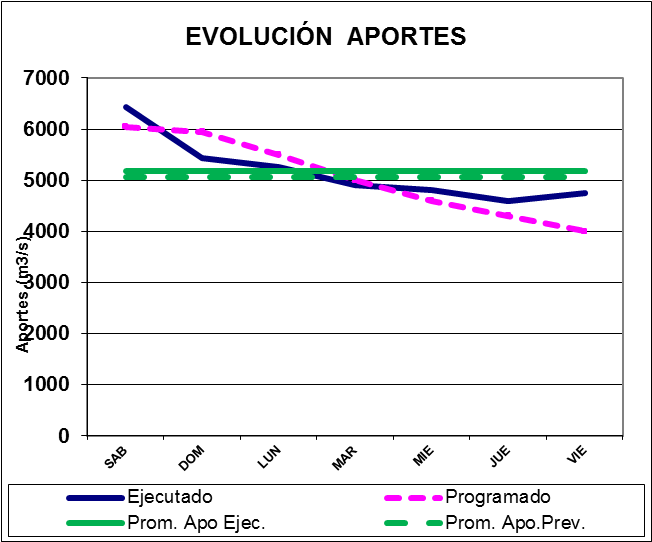 EVOLUCIÓN APORTES
7000
6000
5000
4000
3000
2000
1000
0
Aportes (m3/s)
SAB DOM LUN MAR MIE JUE VIE
Ejecutado Programado
Prom. Apo Ejec. Prom. Apo.Prev.